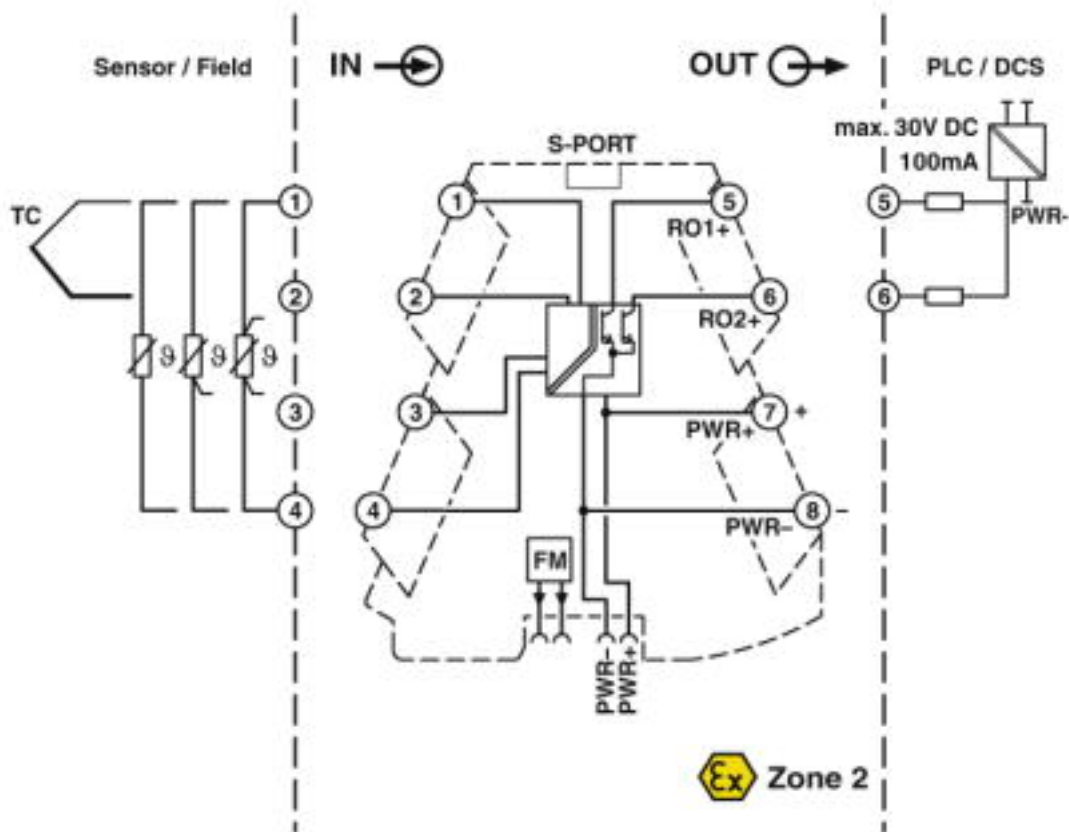 Sensor / Field
IN
OUT
PLC / DCS
S-PORT
max. 30V DC
100mA
PWR-
TC
1
1
5
5
RO1+
2
2
6
6
RO2+
ϑ ϑ ϑ
3
3
7 +
PWR+
4
4
8 -
PWR–
FM
PWR–
PWR+
Ex Zone 2